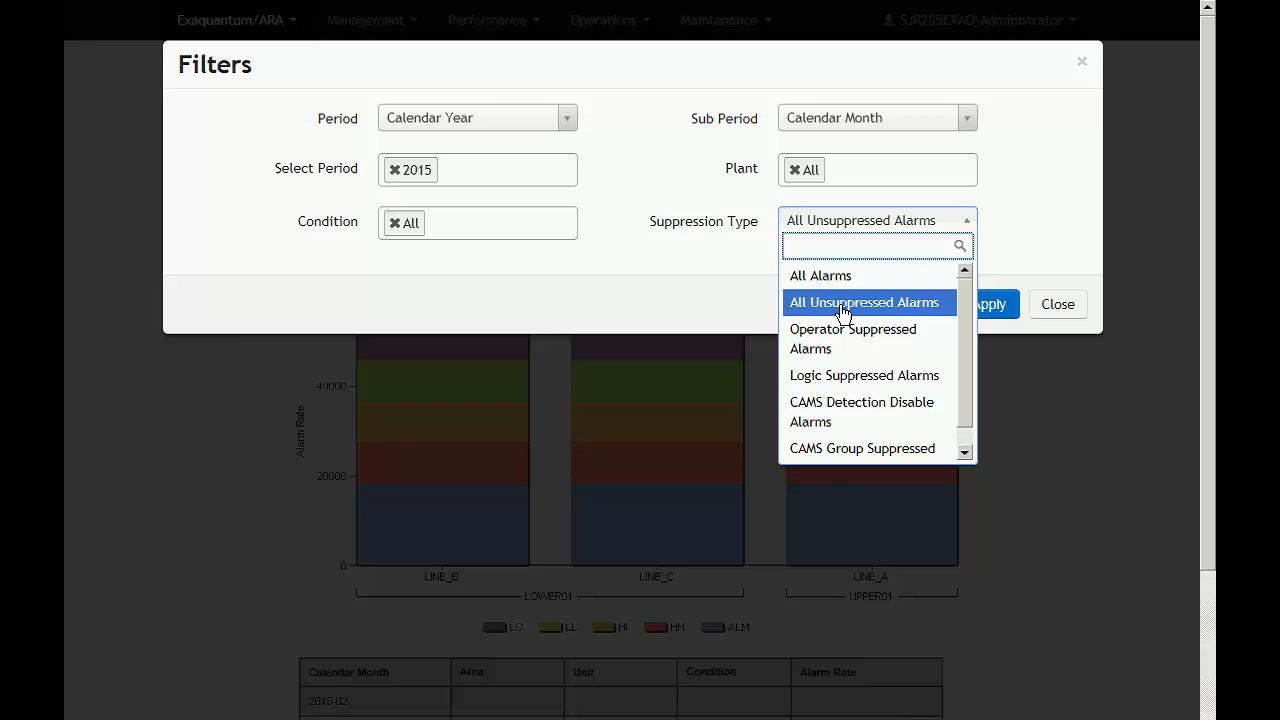 Exaquantum/ARA Management Performance Operations Maintenance SJR285EXAQ\Administrator
Filters ×
Period Calendar Year Sub Period Calendar Month
Select Period 2015 Plant All
Condition All Suppression Type All Unsuppressed Alarms
All Alarms
All Unsuppressed Alarms
Apply Close
Operator Suppressed
Alarms
Logic Suppressed Alarms
CAMS Detection Disable
Alarms
CAMS Group Suppressed
Alarm Rate
40000
20000
0
LINE_B LINE_C LINE_A
LOWER01 UPPER01
LO LL HI HH ALM
Calendar Month Area Unit Condition Alarm Rate
2015-02